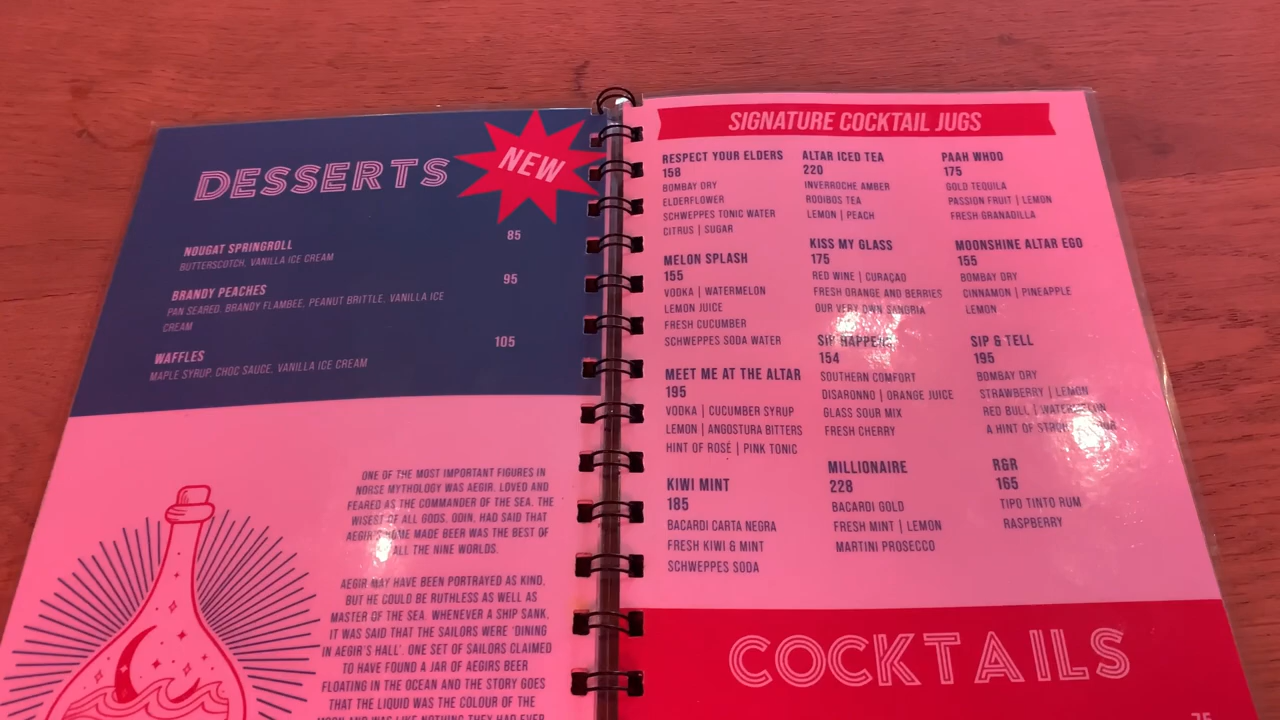 DESSERTS
NEW
NOUGAT SPRINGROLL 85
BUTTERSCOTCH, VANILLA ICE CREAM
BRANDY PEACHES 95
PAN SEARED, BRANDY FLAMBEE, PEANUT BRITTLE, VANILLA ICE
CREAM
WAFFLES 105
MAPLE SYRUP, CHOC SAUCE, VANILLA ICE CREAM
ONE OF THE MOST IMPORTANT FIGURES IN
NORSE MYTHOLOGY WAS AEGIR. LOVED AND
FEARED AS THE COMMANDER OF THE SEA. THE
WISEST OF ALL GODS, ODIN, HAD SAID THAT
AEGIR'S HOME MADE BEER WAS THE BEST OF
ALL THE NINE WORLDS.
AEGIR MAY HAVE BEEN PORTRAYED AS KIND,
BUT HE COULD BE RUTHLESS AS WELL AS
MASTER OF THE SEA. WHENEVER A SHIP SANK,
IT WAS SAID THAT THE SAILORS WERE 'DINING
IN AEGIR'S HALL'. ONE SET OF SAILORS CLAIMED
TO HAVE FOUND A JAR OF AEGIRS BEER
FLOATING IN THE OCEAN AND THE STORY GOES
THAT THE LIQUID WAS THE COLOUR OF THE
MOON AND WAS LIKE NOTHING THEY HAD EVER
SIGNATURE COCKTAIL JUGS
RESPECT YOUR ELDERS
158
BOMBAY DRY
ELDERFLOWER
SCHWEPPES TONIC WATER
CITRUS | SUGAR
MELON SPLASH
155
VODKA | WATERMELON
LEMON JUICE
FRESH CUCUMBER
SCHWEPPES SODA WATER
MEET ME AT THE ALTAR
195
VODKA | CUCUMBER SYRUP
LEMON | ANGOSTURA BITTERS
HINT OF ROSÉ | PINK TONIC
KIWI MINT
185
BACARDI CARTA NEGRA
FRESH KIWI & MINT
SCHWEPPES SODA
ALTAR ICED TEA
220
INVERROCHE AMBER
ROOIBOS TEA
LEMON | PEACH
KISS MY GLASS
175
RED WINE | CURAÇAO
FRESH ORANGE AND BERRIES
OUR VERY OWN SANGRIA
SIP HAPPENS
154
SOUTHERN COMFORT
DISARONNO | ORANGE JUICE
GLASS SOUR MIX
FRESH CHERRY
MILLIONAIRE
228
BACARDI GOLD
FRESH MINT | LEMON
MARTINI PROSECCO
PAAH WHOO
175
GOLD TEQUILA
PASSION FRUIT | LEMON
FRESH GRANADILLA
MOONSHINE ALTAR EGO
155
BOMBAY DRY
CINNAMON | PINEAPPLE
LEMON
SIP & TELL
195
BOMBAY DRY
STRAWBERRY | LEMON
RED BULL | WATERMELON
A HINT OF
R&R
165
TIPO TINTO RUM
RASPBERRY
COCKTAILS